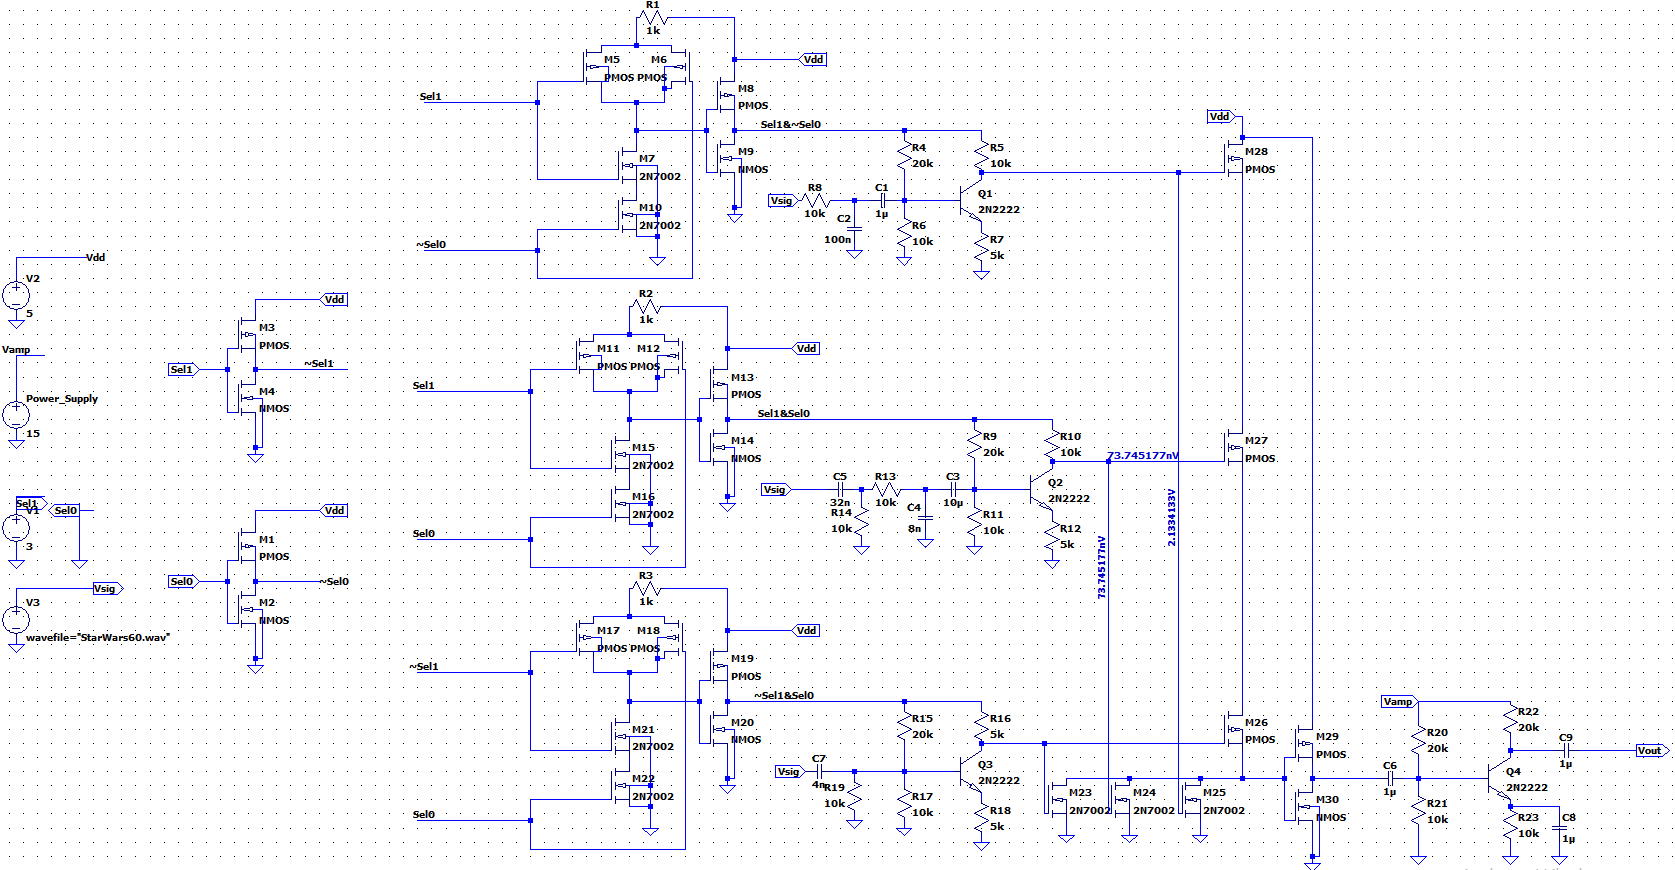 R1
1k
M5
M6
PMOS PMOS
Vdd
M8
PMOS
Sel1
Sel1&~Sel0
M7
2N7002
M9
NMOS
M10
2N7002
~Sel0
R4
20k
R5
10k
Vsig
R8
10k
C1
1µ
C2
100n
Q1
2N2222
R6
10k
R7
5k
Vdd
M28
PMOS
Vdd
V2
5
Vamp
Power_Supply
15
Sel1
V1
3
Sel0
V3
Vsig
wavefile="StarWars60.wav"
Vdd
M3
PMOS
Sel1
~Sel1
M4
NMOS
Vdd
M1
PMOS
Sel0
~Sel0
M2
NMOS
R2
1k
M11
M12
PMOS PMOS
Vdd
M13
PMOS
Sel1
Sel1&Sel0
M15
2N7002
M14
NMOS
M16
2N7002
Sel0
R9
20k
R10
10k
Vsig
C5
32n
R13
10k
R14
10k
C4
8n
C3
10µ
Q2
2N2222
R11
10k
R12
5k
73.745177nV
73.745177nV
2.1334133V
M27
PMOS
R3
1k
M17
M18
PMOS PMOS
Vdd
M19
PMOS
~Sel1
~Sel1&Sel0
M21
2N7002
M20
NMOS
M22
2N7002
Sel0
R15
20k
R16
5k
Vsig
C7
4n
R19
10k
Q3
2N2222
R17
10k
R18
5k
M23
2N7002
M24
2N7002
M25
2N7002
M26
PMOS
M29
PMOS
M30
NMOS
C6
1µ
Vamp
R20
20k
R22
20k
C9
1µ
Vout
Q4
2N2222
R21
10k
R23
10k
C8
1µ